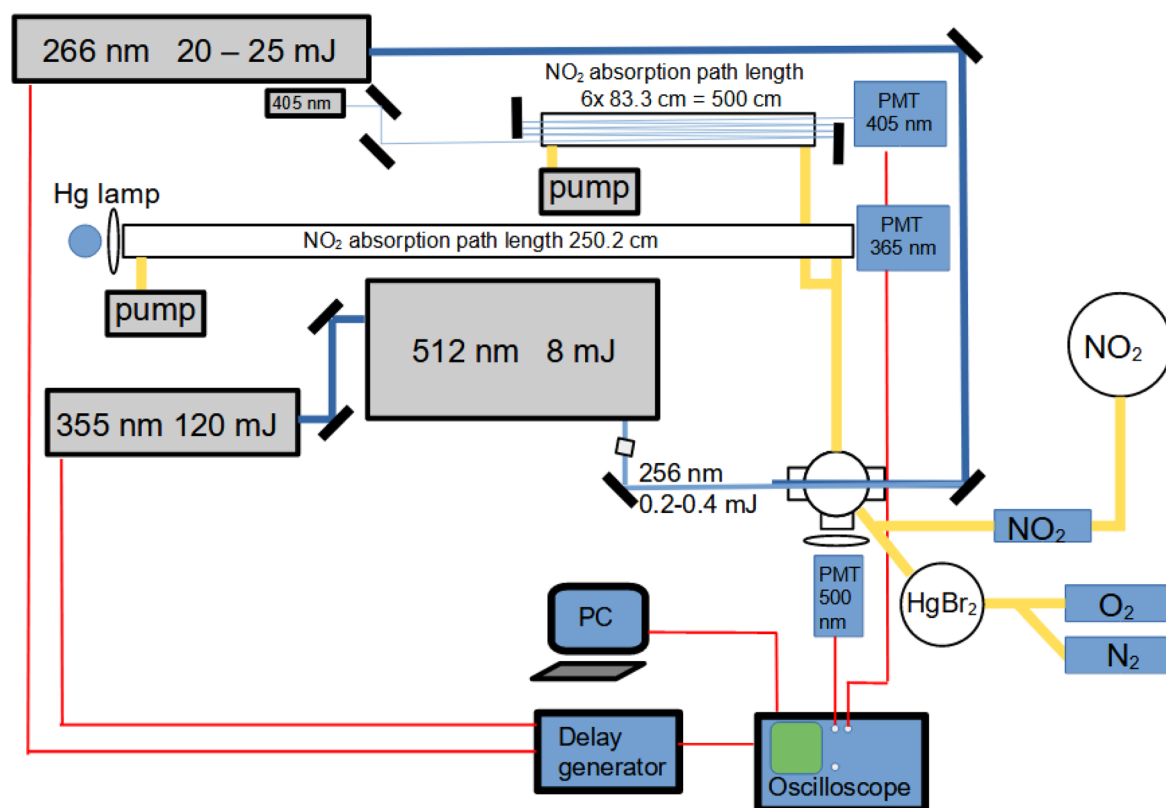 266 nm 20 – 25 mJ
NO₂ absorption path length
6x 83.3 cm = 500 cm
405 nm
PMT
405 nm
pump
Hg lamp
NO₂ absorption path length 250.2 cm
PMT
365 nm
pump
512 nm 8 mJ
NO₂
355 nm 120 mJ
256 nm
0.2-0.4 mJ
NO₂
PMT
500
nm
HgBr₂
O₂
N₂
PC
Delay
generator
Oscilloscope